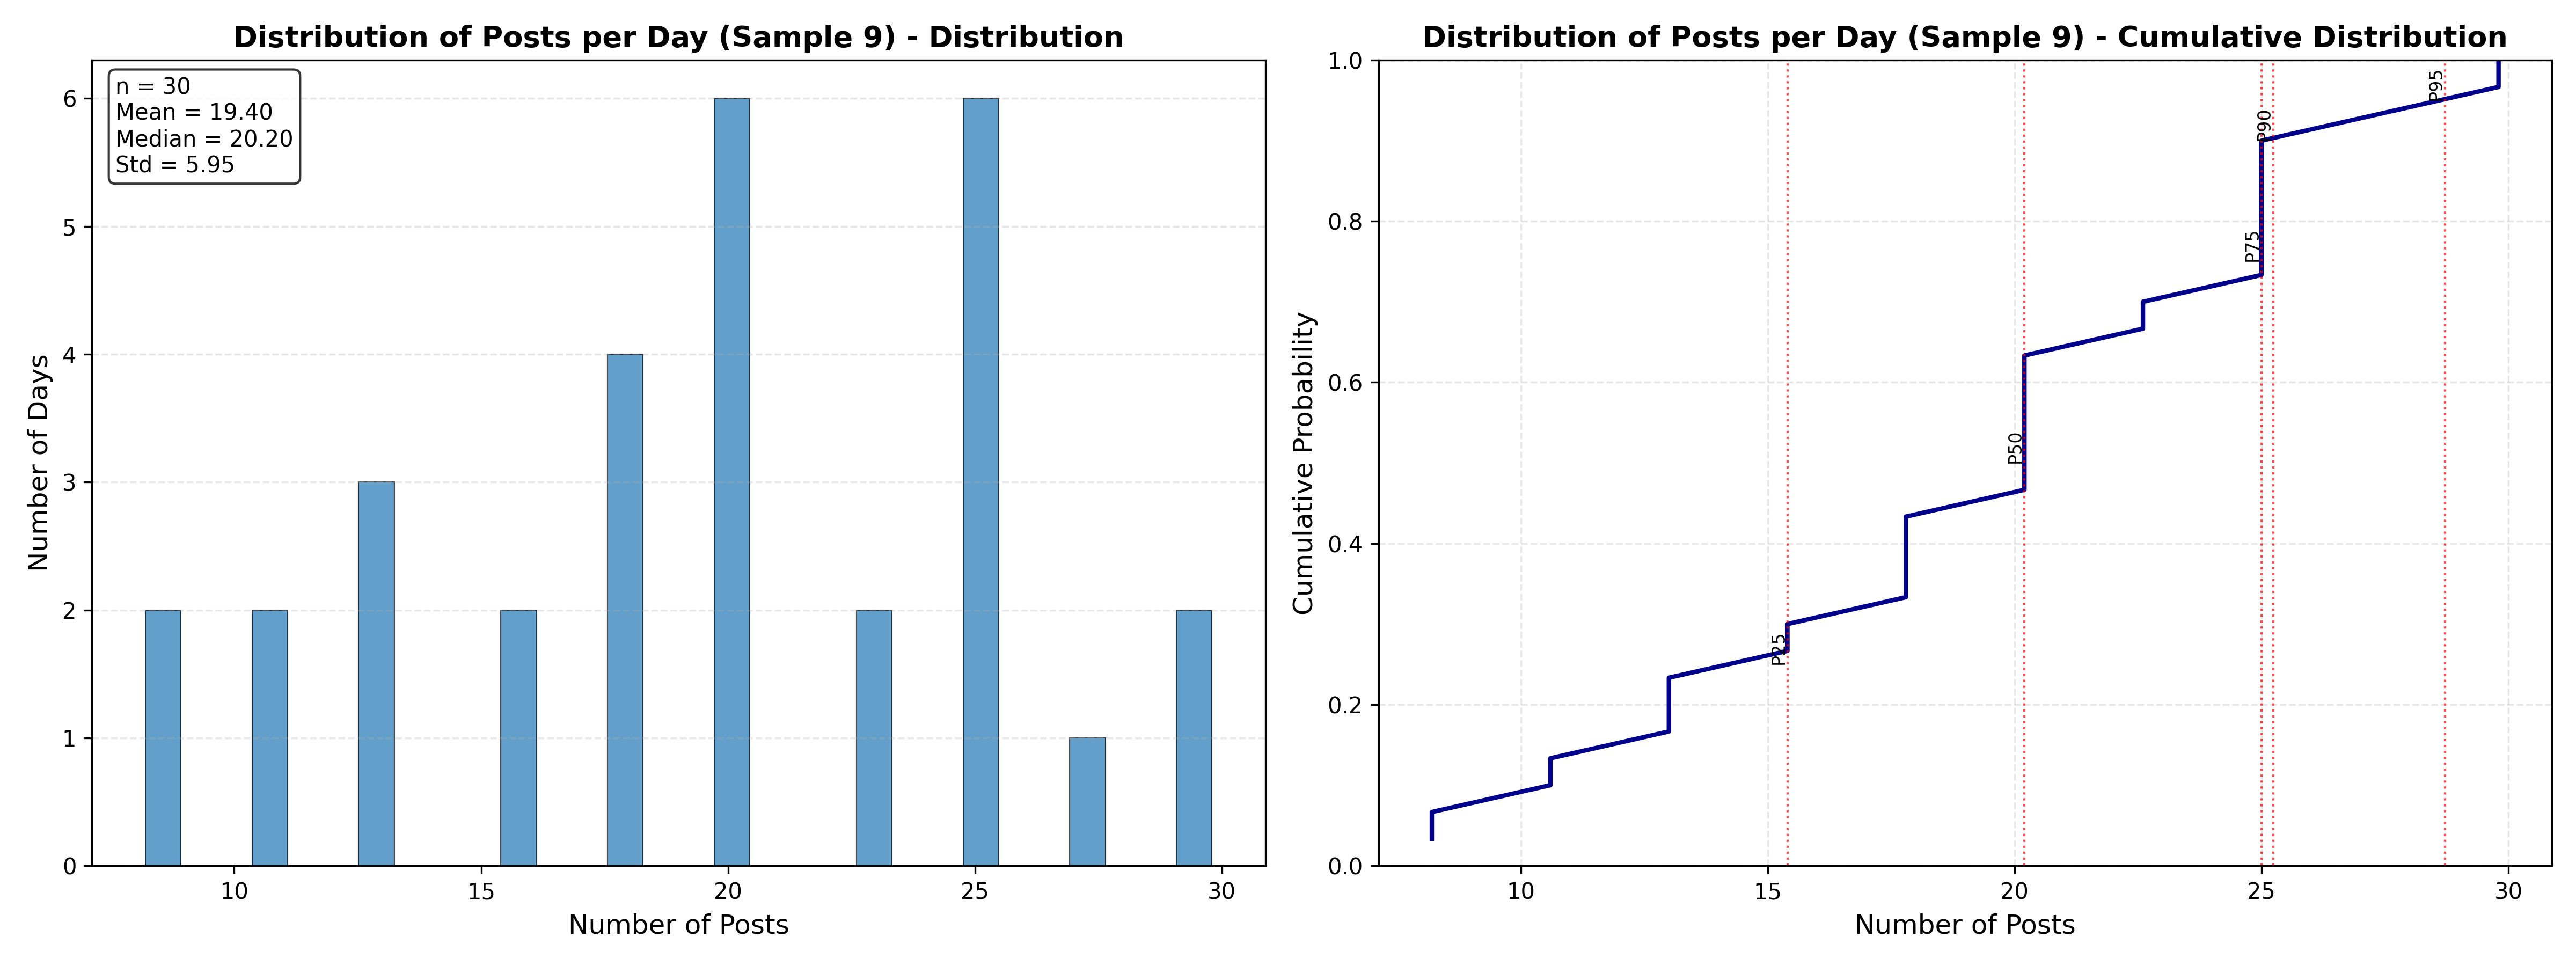 Distribution of Posts per Day (Sample 9) - Distribution
n = 30
Mean = 19.40
Median = 20.20
Std = 5.95
Number of Days
6
5
4
3
2
1
0
10 15 20 25 30
Number of Posts
Distribution of Posts per Day (Sample 9) - Cumulative Distribution
Cumulative Probability
1.0
0.8
0.6
0.4
0.2
0.0
P25
P50
P75
P90
P95
10 15 20 25 30
Number of Posts